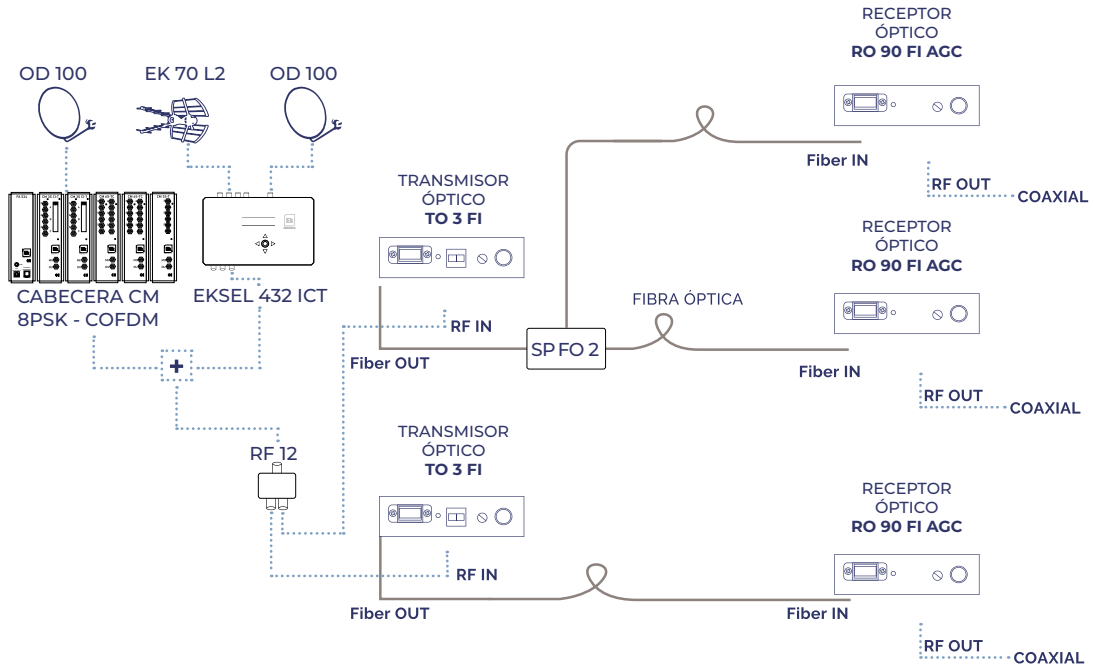 RECEPTOR
ÓPTICO
RO 90 FI AGC
OD 100
EK 70 L2
OD 100
Fiber IN
RF OUT
COAXIAL
TRANSMISOR
ÓPTICO
TO 3 FI
RECEPTOR
ÓPTICO
RO 90 FI AGC
CABECERA CM
8PSK - COFDM
EKSEL 432 ICT
FIBRA ÓPTICA
RF IN
Fiber OUT
SP FO 2
Fiber IN
RF OUT
COAXIAL
+
RF 12
TRANSMISOR
ÓPTICO
TO 3 FI
RECEPTOR
ÓPTICO
RO 90 FI AGC
RF IN
Fiber OUT
Fiber IN
RF OUT
COAXIAL